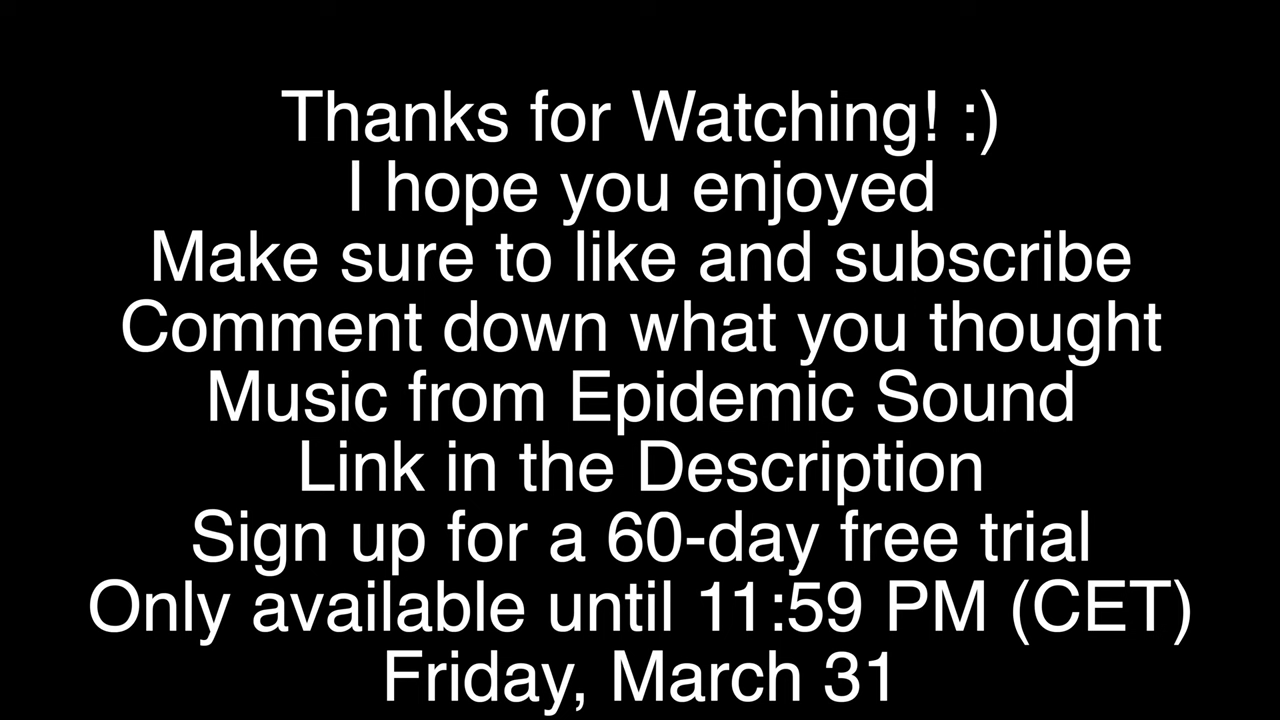 Thanks for Watching! :)
I hope you enjoyed
Make sure to like and subscribe
Comment down what you thought
Music from Epidemic Sound
Link in the Description
Sign up for a 60-day free trial
Only available until 11:59 PM (CET)
Friday, March 31